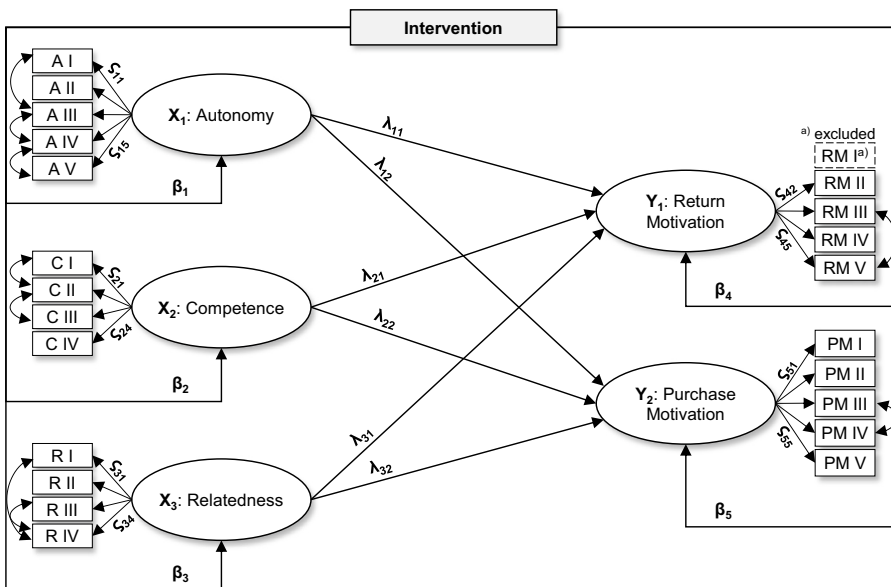 Intervention
A I
A II
A III
A IV
A V
ς11
ς15
X1: Autonomy
β1
C I
C II
C III
C IV
ς21
ς24
X2: Competence
β2
R I
R II
R III
R IV
ς31
ς34
X3: Relatedness
β3
λ11
λ12
λ21
λ22
λ31
λ32
Y1: Return
Motivation
β4
a) excluded
RM Ia)
RM II
RM III
RM IV
RM V
ς42
ς45
Y2: Purchase
Motivation
β5
PM I
PM II
PM III
PM IV
PM V
ς51
ς55